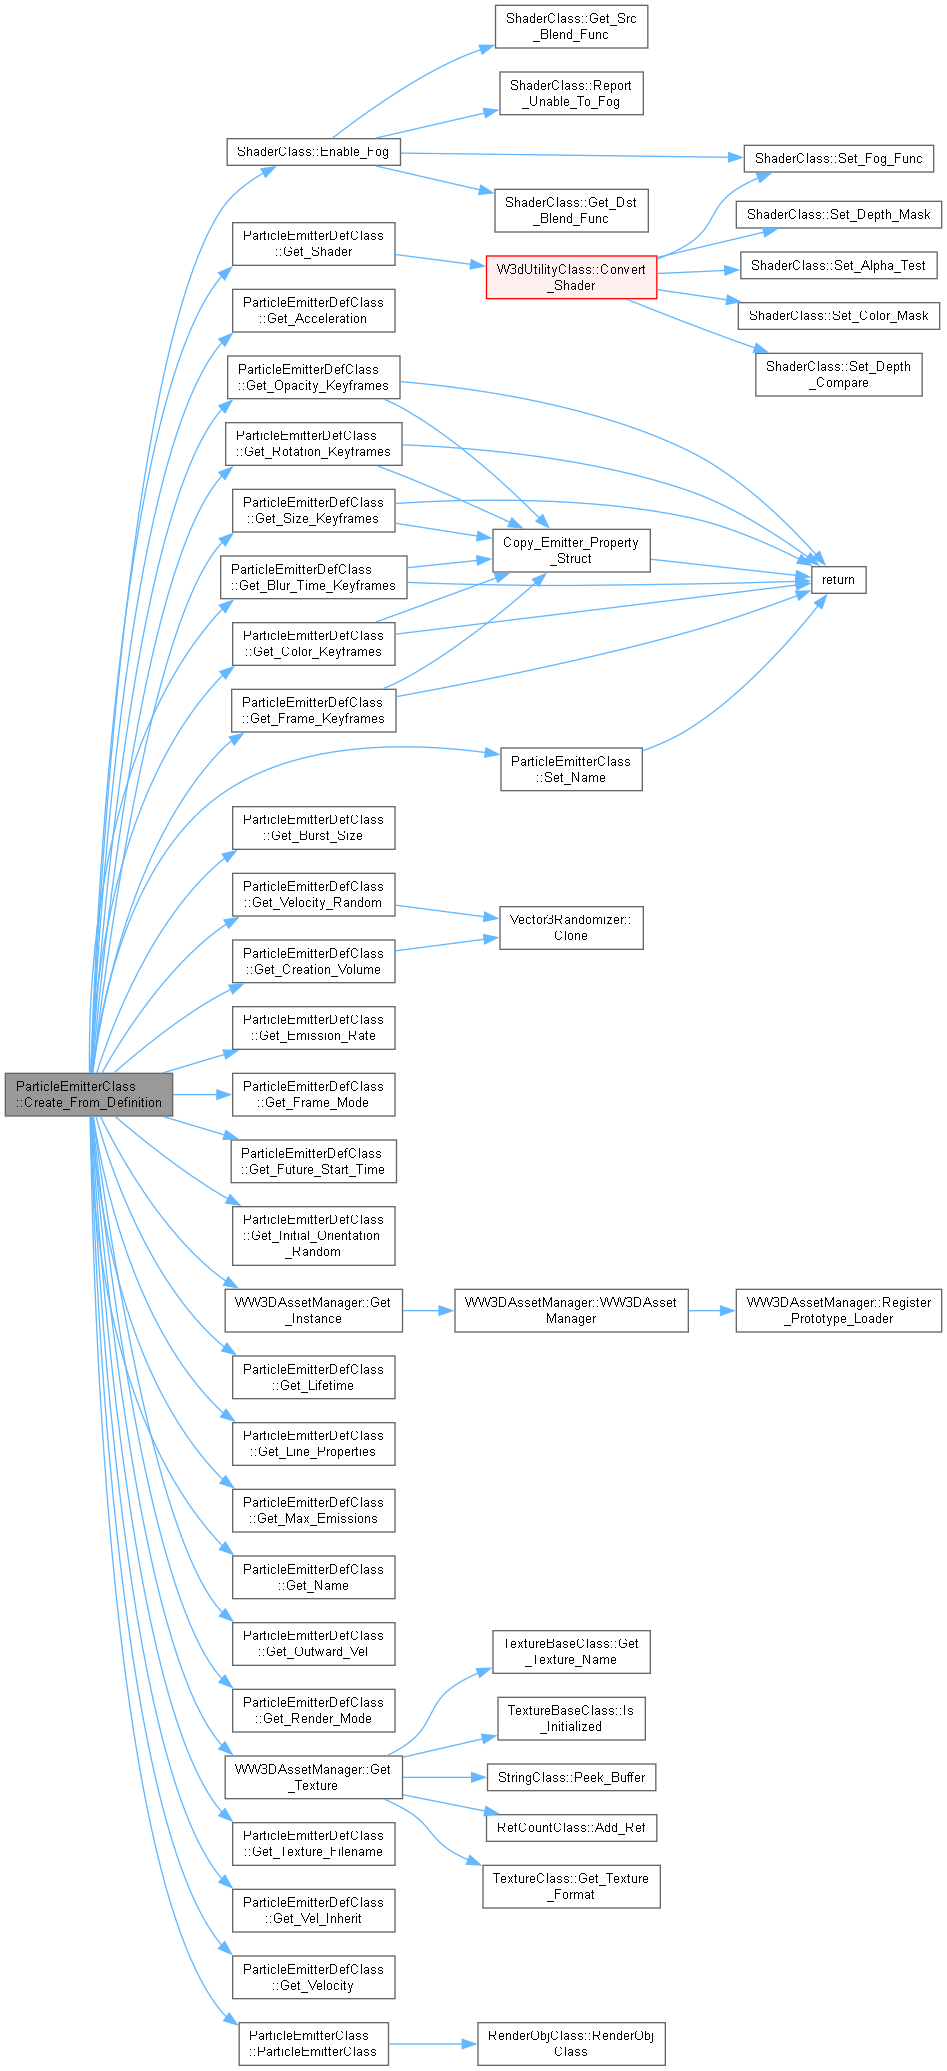 ShaderClass::Get_Src
_Blend_Func
ShaderClass::Report
_Unable_To_Fog
ShaderClass::Enable_Fog
ShaderClass::Set_Fog_Func
ShaderClass::Get_Dst
_Blend_Func
ShaderClass::Set_Depth_Mask
ParticleEmitterDefClass
::Get_Shader
W3dUtilityClass::Convert
_Shader
ShaderClass::Set_Alpha_Test
ParticleEmitterDefClass
::Get_Acceleration
ShaderClass::Set_Color_Mask
ShaderClass::Set_Depth
_Compare
ParticleEmitterDefClass
::Get_Opacity_Keyframes
ParticleEmitterDefClass
::Get_Rotation_Keyframes
ParticleEmitterDefClass
::Get_Size_Keyframes
Copy_Emitter_Property
_Struct
ParticleEmitterDefClass
::Get_Blur_Time_Keyframes
return
ParticleEmitterDefClass
::Get_Color_Keyframes
ParticleEmitterDefClass
::Get_Frame_Keyframes
ParticleEmitterClass
::Set_Name
ParticleEmitterDefClass
::Get_Burst_Size
ParticleEmitterDefClass
::Get_Velocity_Random
Vector3Randomizer::
Clone
ParticleEmitterDefClass
::Get_Creation_Volume
ParticleEmitterDefClass
::Get_Emission_Rate
ParticleEmitterClass
::Create_From_Definition
ParticleEmitterDefClass
::Get_Frame_Mode
ParticleEmitterDefClass
::Get_Future_Start_Time
ParticleEmitterDefClass
::Get_Initial_Orientation
_Random
WW3DAssetManager::Get
_Instance
WW3DAssetManager::WW3DAsset
Manager
WW3DAssetManager::Register
_Prototype_Loader
ParticleEmitterDefClass
::Get_Lifetime
ParticleEmitterDefClass
::Get_Line_Properties
ParticleEmitterDefClass
::Get_Max_Emissions
ParticleEmitterDefClass
::Get_Name
ParticleEmitterDefClass
::Get_Outward_Vel
TextureBaseClass::Get
_Texture_Name
ParticleEmitterDefClass
::Get_Render_Mode
TextureBaseClass::Is
_Initialized
WW3DAssetManager::Get
_Texture
StringClass::Peek_Buffer
RefCountClass::Add_Ref
ParticleEmitterDefClass
::Get_Texture_Filename
TextureClass::Get_Texture
_Format
ParticleEmitterDefClass
::Get_Vel_Inherit
ParticleEmitterDefClass
::Get_Velocity
ParticleEmitterClass
::ParticleEmitterClass
RenderObjClass::RenderObj
Class